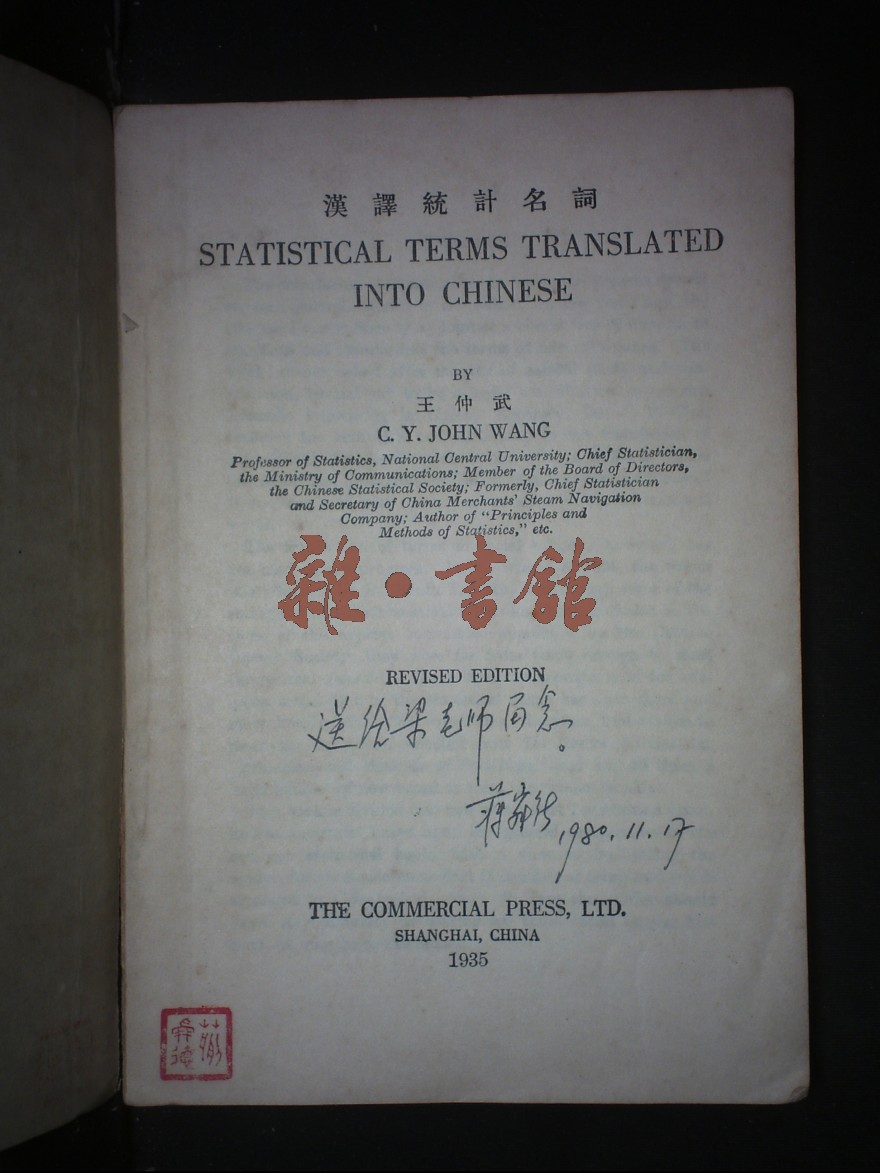 漢譯統計名詞
STATISTICAL TERMS TRANSLATED
INTO CHINESE
BY
王仲武
C. Y. JOHN WANG
Professor of Statistics, National Central University; Chief Statistician,
the Ministry of Communications; Member of the Board of Directors,
the Chinese Statistical Society; Formerly, Chief Statistician
and Secretary of China Merchants' Steam Navigation
Company; Author of "Principles and
Methods of Statistics," etc.
雜·書館
REVISED EDITION
送给梁老师留念。
1980.11.17
THE COMMERCIAL PRESS, LTD.
SHANGHAI, CHINA
1935